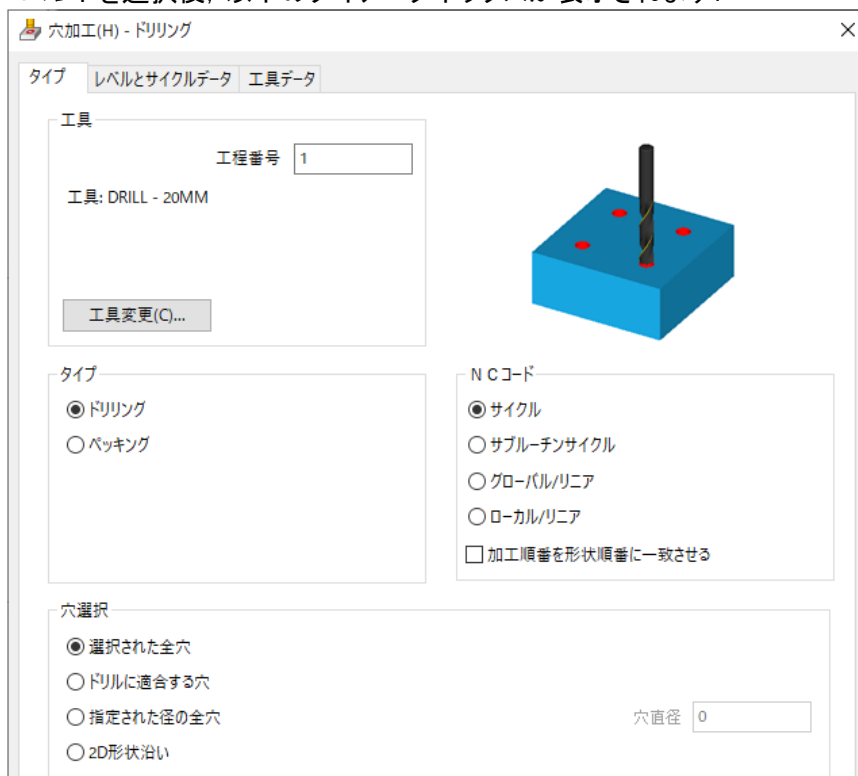 穴加工(H) - ドリリング
タイプ レベルとサイクルデータ 工具データ
工具
工程番号 1
工具: DRILL - 20MM
工具変更(C)...
タイプ
ドリリング
ペッキング
ＮＣコード
サイクル
サブルーチンサイクル
グローバル/リニア
ローカル/リニア
加工順番を形状順番に一致させる
穴選択
選択された全穴
ドリルに適合する穴
指定された径の全穴
穴直径 0
2D形状沿い